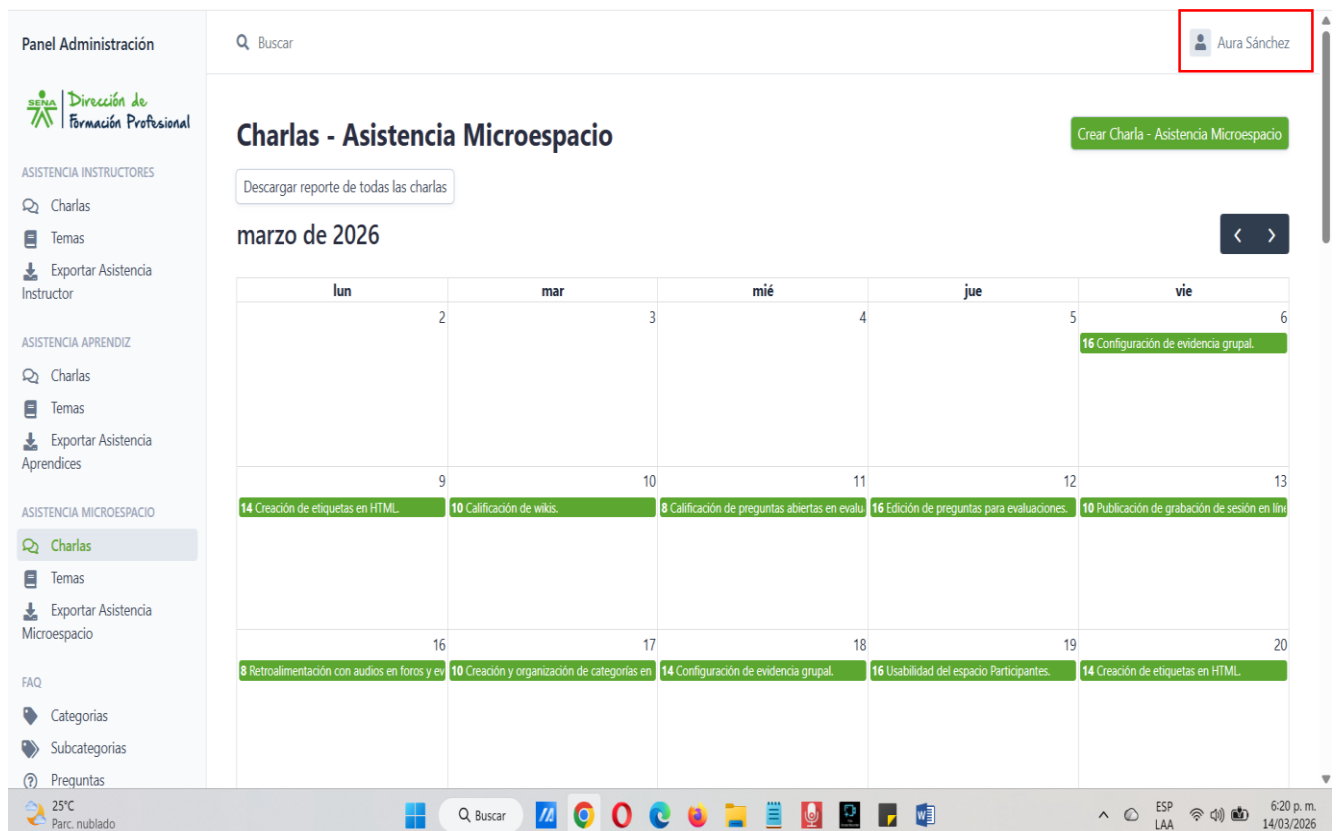 Panel Administración
Buscar
Aura Sánchez
SENA
Dirección de
Formación Profesional
ASISTENCIA INSTRUCTORES
Charlas
Temas
Exportar Asistencia
Instructor
ASISTENCIA APRENDIZ
Charlas
Temas
Exportar Asistencia
Aprendices
ASISTENCIA MICROESPACIO
Charlas
Temas
Exportar Asistencia
Microespacio
FAQ
Categorias
Subcategorias
Preguntas
Charlas - Asistencia Microespacio
Crear Charla - Asistencia Microespacio
Descargar reporte de todas las charlas
marzo de 2026
lun mar mié jue vie
2 3 4 5 6
16 Configuración de evidencia grupal.
9 10 11 12 13
14 Creación de etiquetas en HTML. 10 Calificación de wikis. 8 Calificación de preguntas abiertas en evalu 16 Edición de preguntas para evaluaciones. 10 Publicación de grabación de sesión en líne
16 17 18 19 20
8 Retroalimentación con audios en foros y ev 10 Creación y organización de categorías en 14 Configuración de evidencia grupal. 16 Usabilidad del espacio Participantes. 14 Creación de etiquetas en HTML.
25°C
Parc. nublado
Buscar
ESP
LAA
6:20 p. m.
14/03/2026